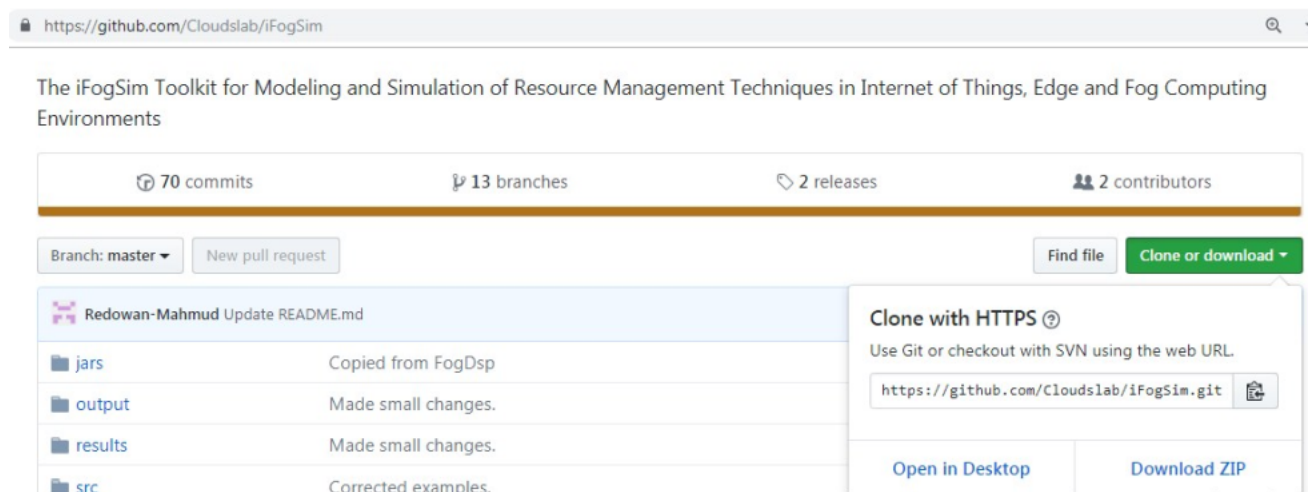 https://github.com/Cloudslab/iFogSim
The iFogSim Toolkit for Modeling and Simulation of Resource Management Techniques in Internet of Things, Edge and Fog Computing
Environments
70 commits 13 branches 2 releases 2 contributors
Branch: master New pull request Find file Clone or download
Redowan-Mahmud Update README.md
Clone with HTTPS ?
Use Git or checkout with SVN using the web URL.
https://github.com/Cloudslab/iFogSim.git
Open in Desktop Download ZIP
jars Copied from FogDsp
output Made small changes.
results Made small changes.
src Corrected examples.